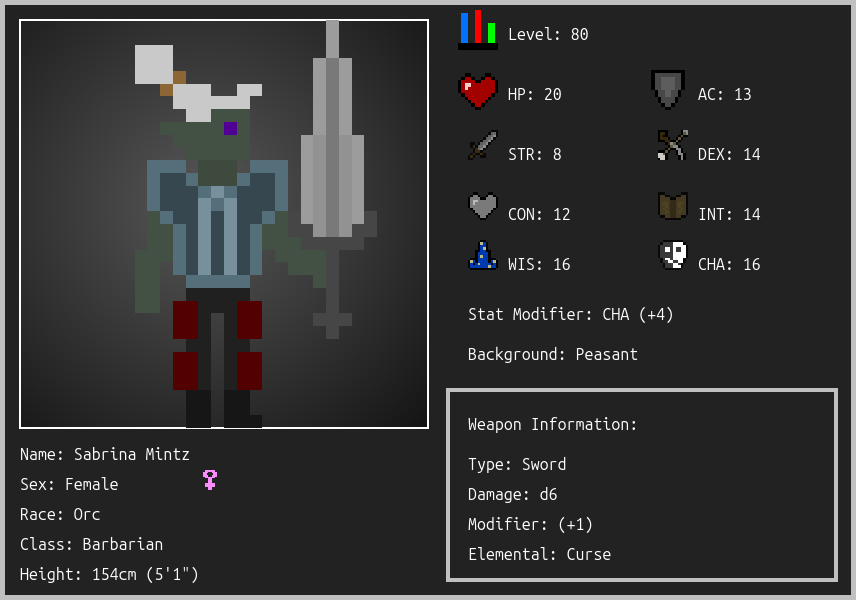 Level: 80
HP: 20
AC: 13
STR: 8
DEX: 14
CON: 12
INT: 14
WIS: 16
CHA: 16
Stat Modifier: CHA (+4)
Background: Peasant
Weapon Information:
Type: Sword
Damage: d6
Modifier: (+1)
Elemental: Curse
Name: Sabrina Mintz
Sex: Female
Race: Orc
Class: Barbarian
Height: 154cm (5'1")